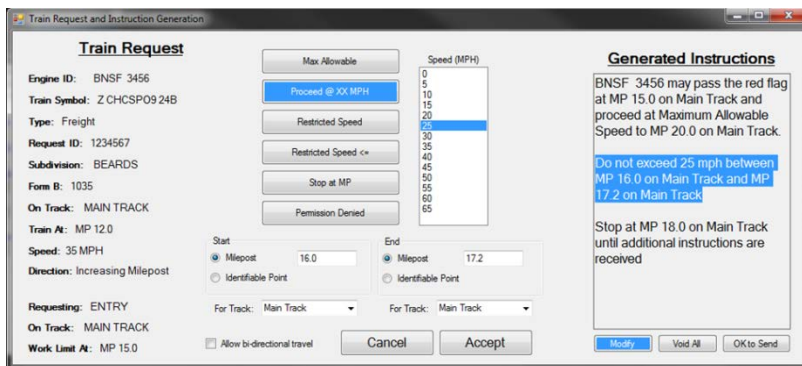 Train Request and Instruction Generation
Train Request
Engine ID: BNSF 3456
Train Symbol: Z CHCSPO9 24B
Type: Freight
Request ID: 1234567
Subdivision: BEARDS
Form B: 1035
On Track: MAIN TRACK
Train At: MP 12.0
Speed: 35 MPH
Direction: Increasing Milepost
Requesting: ENTRY
On Track: MAIN TRACK
Work Limit At: MP 15.0
Max Allowable
Proceed @ XX MPH
Restricted Speed
Restricted Speed <=
Stop at MP
Permission Denied
Speed (MPH)
0
5
10
15
20
25
30
35
40
45
50
55
60
65
Start
Milepost 16.0
Identifiable Point
For Track: Main Track
End
Milepost 17.2
Identifiable Point
For Track: Main Track
Allow bi-directional travel
Cancel
Accept
Generated Instructions
BNSF 3456 may pass the red flag
at MP 15.0 on Main Track and
proceed at Maximum Allowable
Speed to MP 20.0 on Main Track.
Do not exceed 25 mph between
MP 16.0 on Main Track and MP
17.2 on Main Track
Stop at MP 18.0 on Main Track
until additional instructions are
received
Modify
Void All
OK to Send